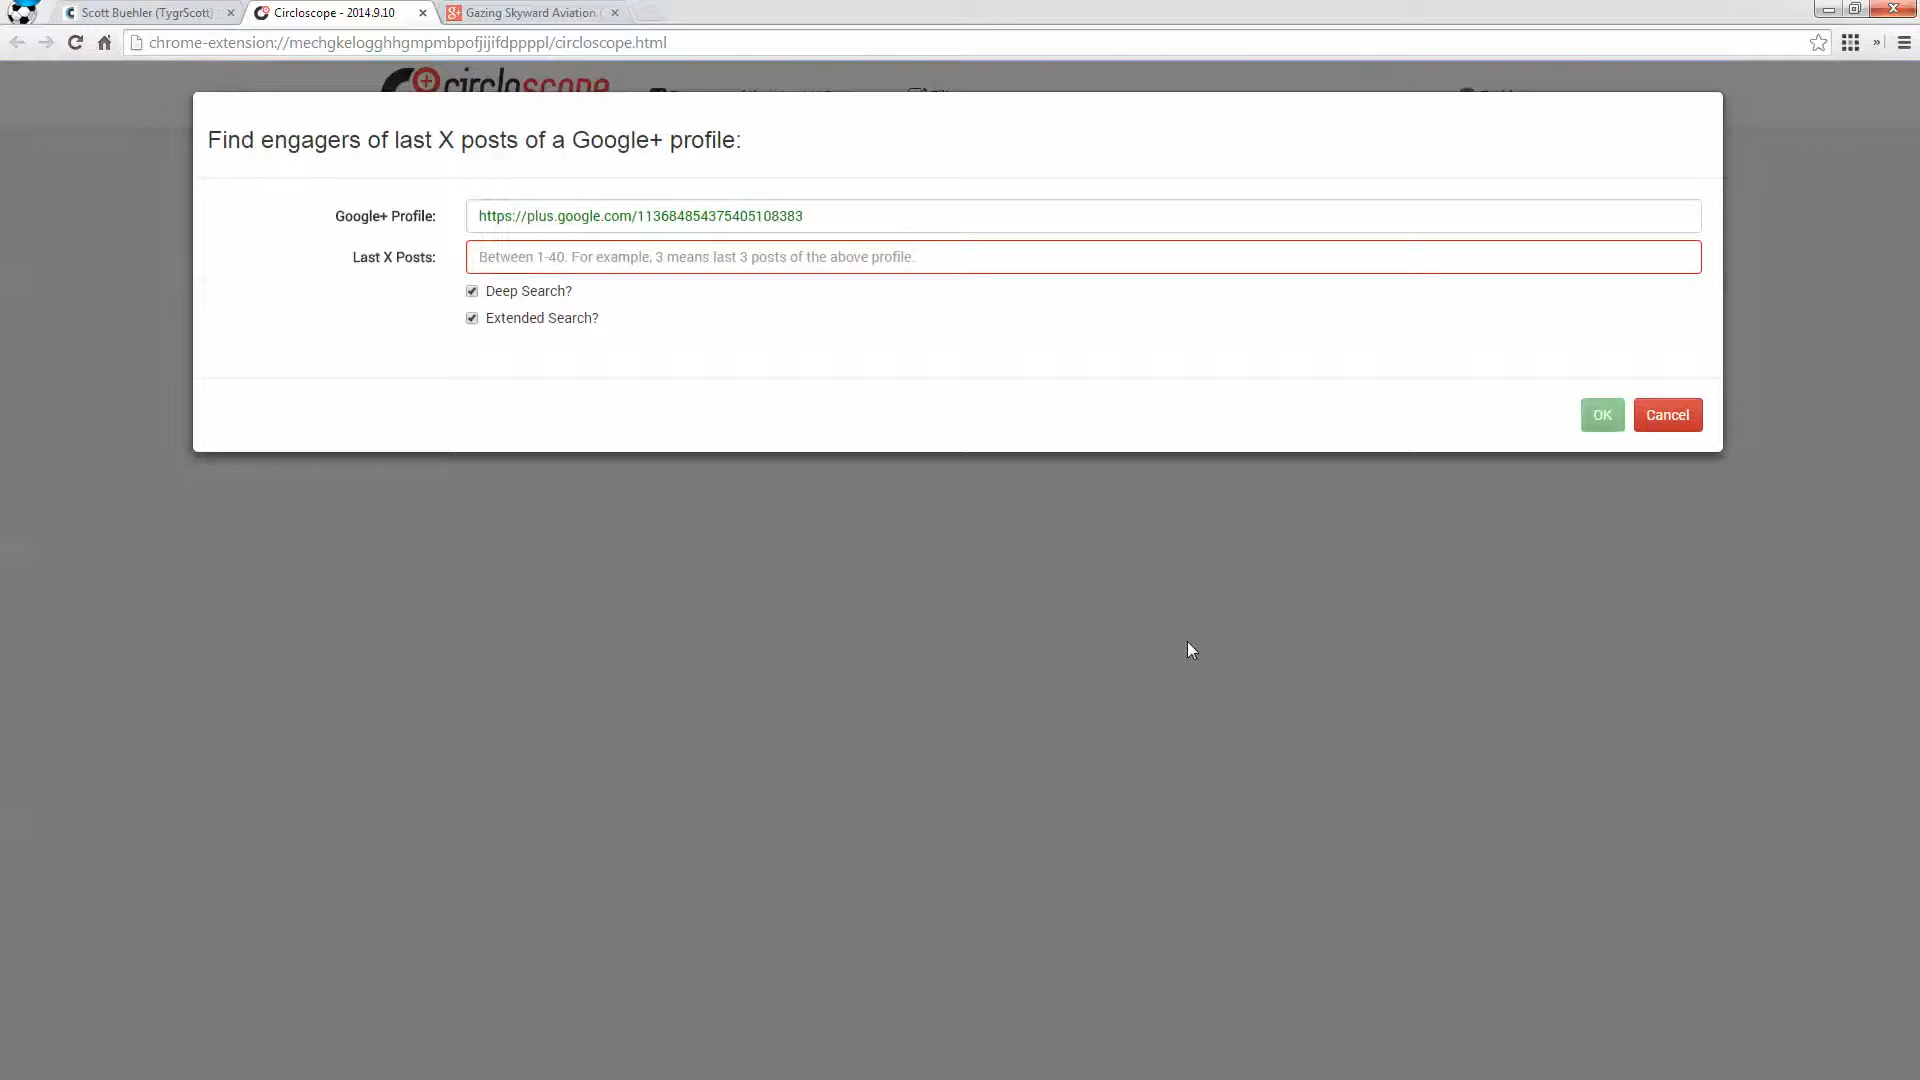 Scott Buehler (TygrScott)
Circloscope - 2014.9.10
Gazing Skyward Aviation
chrome-extension://mechgkelogghhgmpmbpofjijifdppppl/circloscope.html
circloscope
Find engagers of last X posts of a Google+ profile:
Google+ Profile: https://plus.google.com/113684854375405108383
Last X Posts: Between 1-40. For example, 3 means last 3 posts of the above profile.
Deep Search?
Extended Search?
OK Cancel